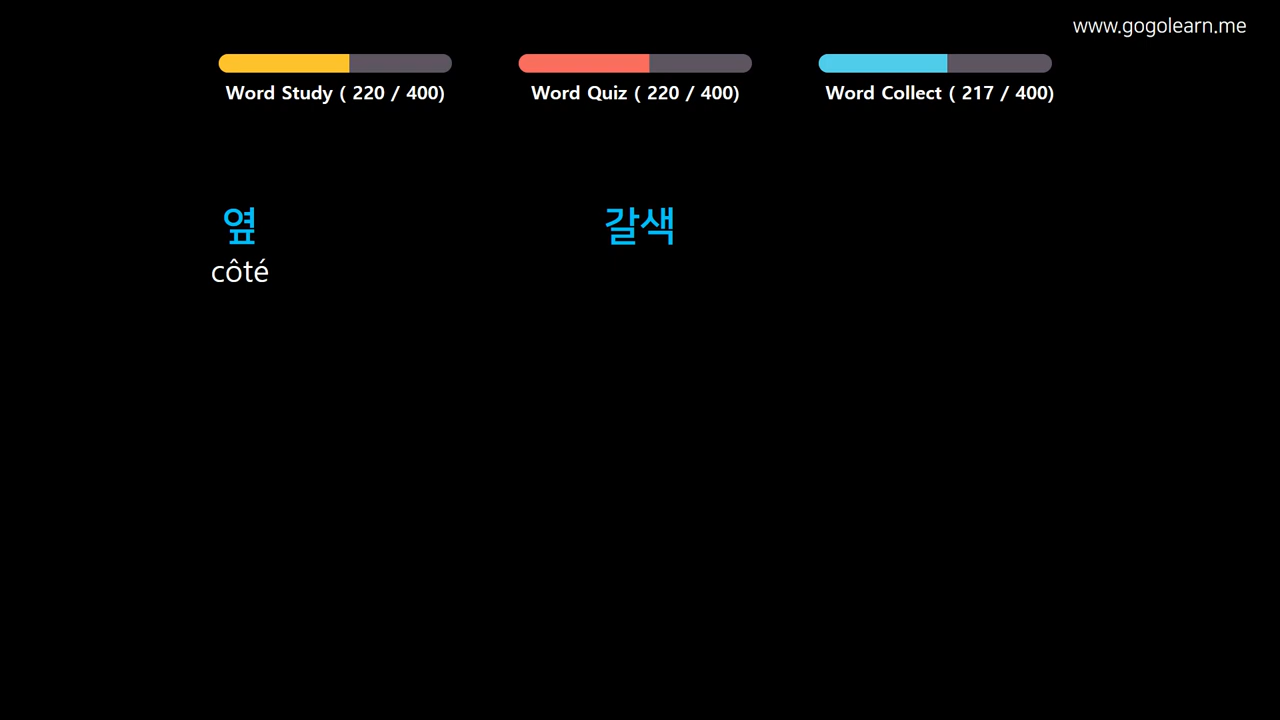 www.gogolearn.me
Word Study ( 220 / 400)
Word Quiz ( 220 / 400)
Word Collect ( 217 / 400)
옆
갈색
côté